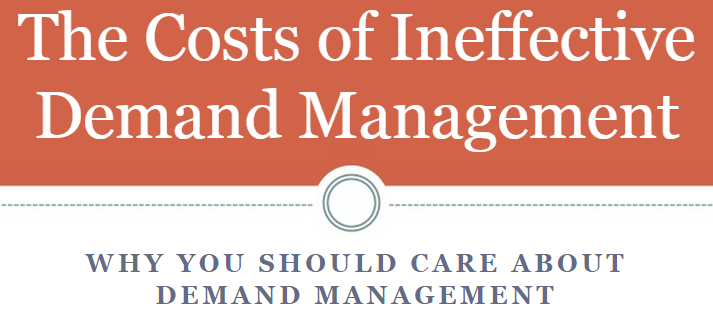 The Costs of Ineffective
Demand Management
WHY YOU SHOULD CARE ABOUT
DEMAND MANAGEMENT